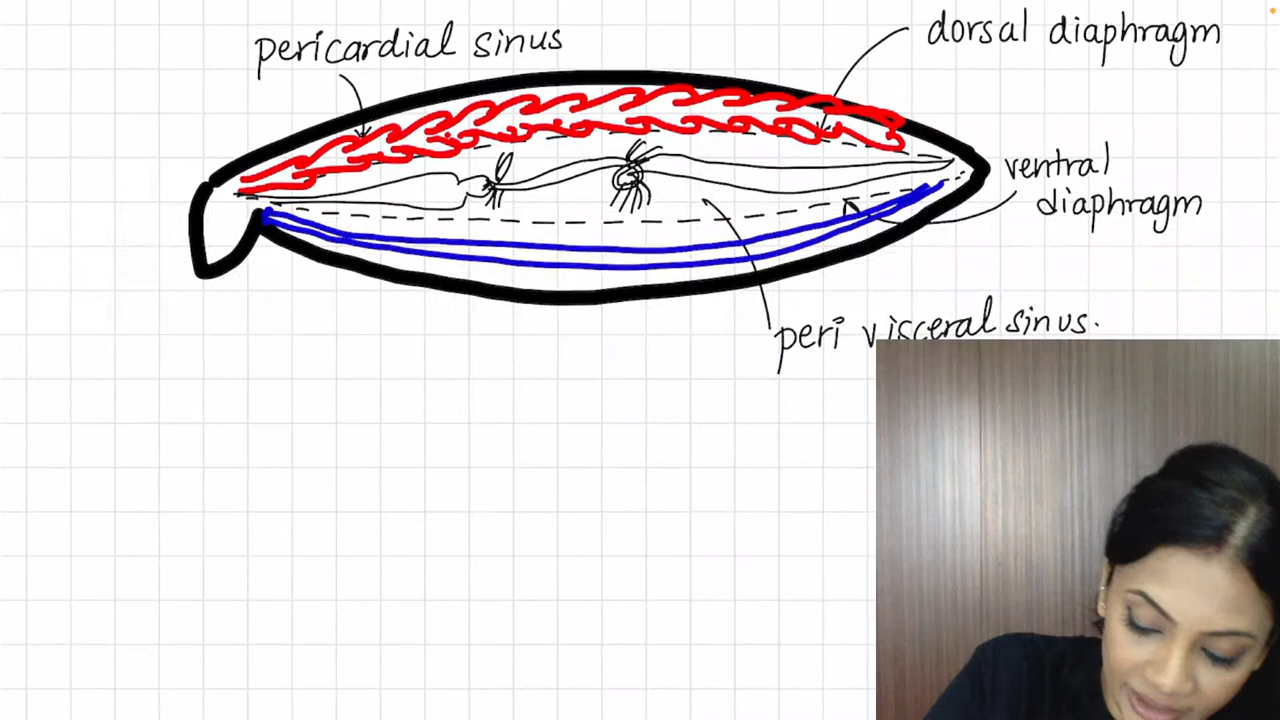 pericardial sinus
dorsal diaphragm
ventral
diaphragm
peri visceral sinus.